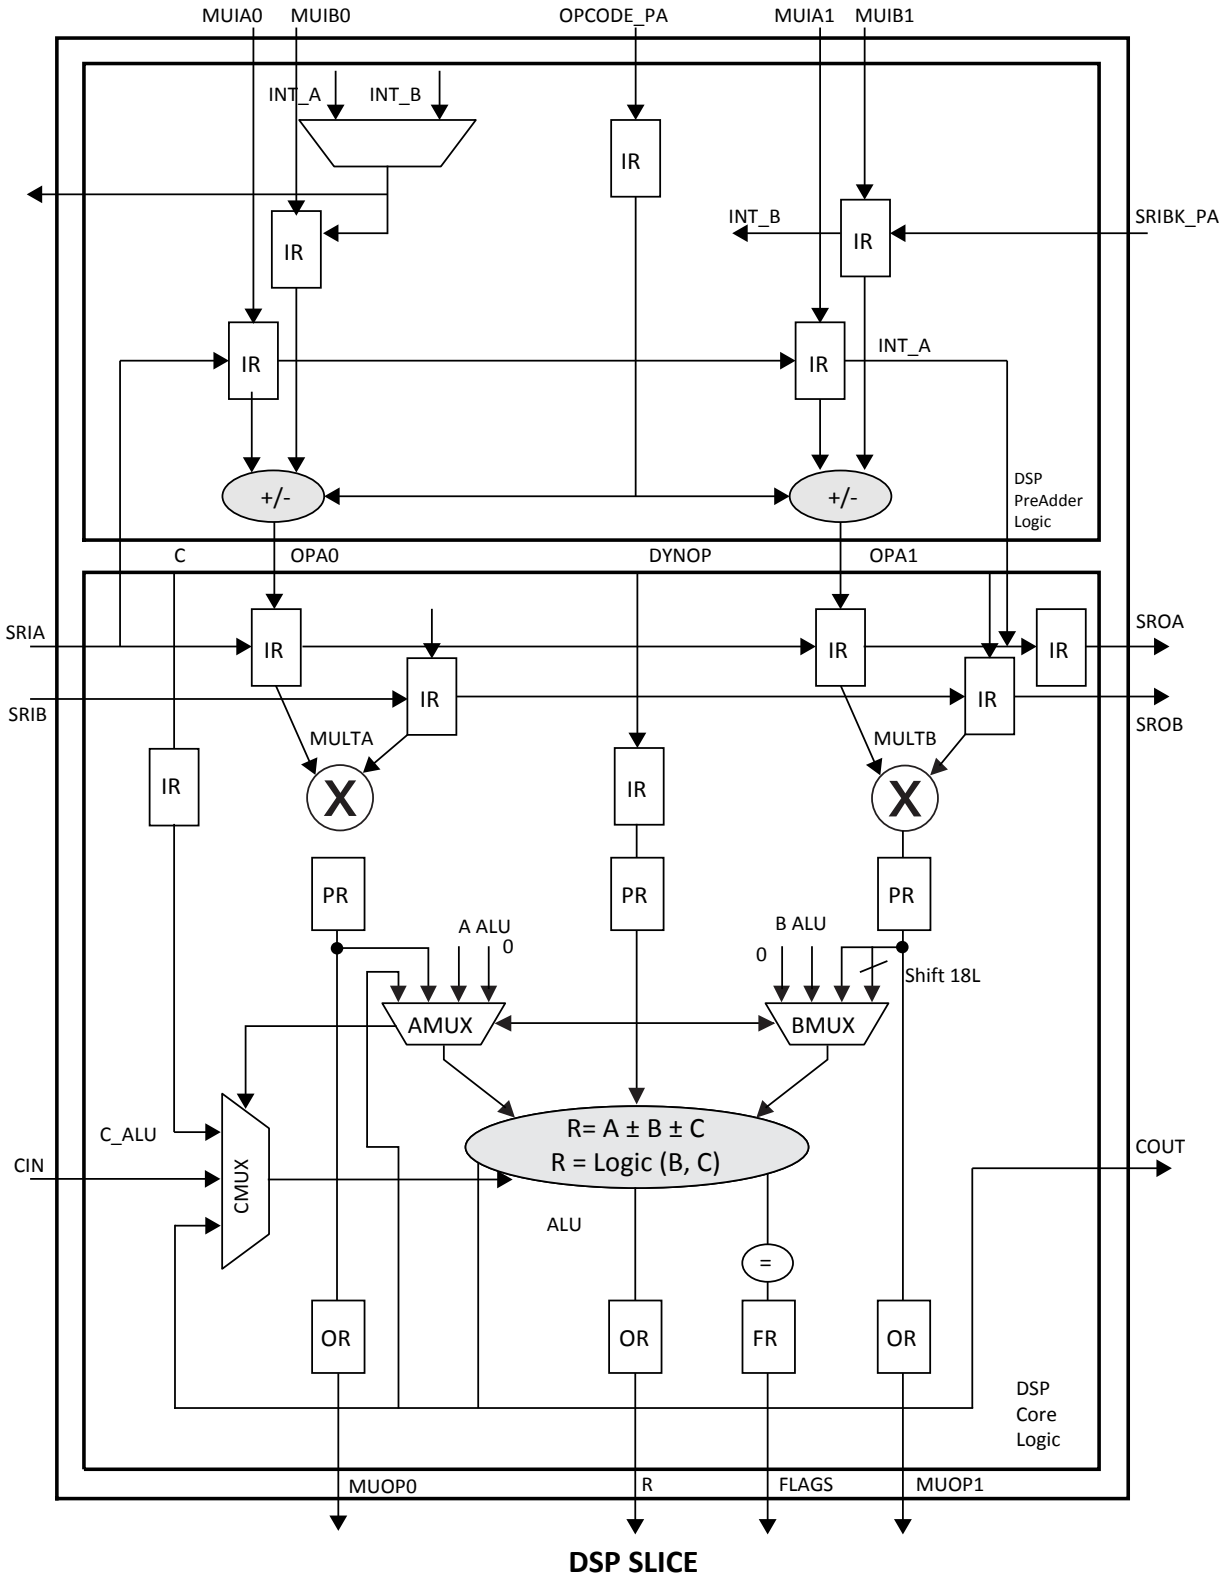 MUIA0 MUIB0 OPCODE_PA MUIA1 MUIB1
INT_A INT_B
IR
INT_B SRIBK_PA
IR IR
INT_A
IR IR
+/- +/-
DSP
PreAdder
Logic
C OPA0 DYNOP OPA1
SRIA IR IR IR SROA
SRIB IR IR SROB
MULTA MULTB
IR X IR X
PR PR PR
A ALU B ALU
0 0
Shift 18L
AMUX BMUX
R= A ± B ± C
R = Logic (B, C)
C_ALU
CIN COUT
CMUX
ALU
=
OR OR FR OR
DSP
Core
Logic
MUOP0 R FLAGS MUOP1
DSP SLICE